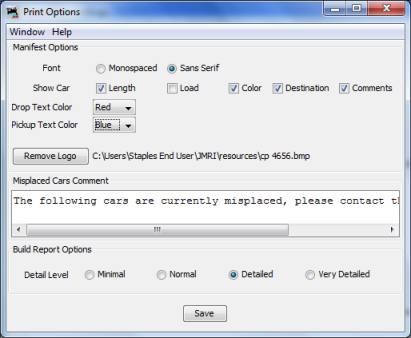 Print Options
Window Help
Manifest Options
Font Monospaced Sans Serif
Show Car Length Load Color Destination Comments
Drop Text Color Red
Pickup Text Color Blue
Remove Logo C:\Users\Staples End User\JMRI\resources\cp 4656.bmp
Misplaced Cars Comment
The following cars are currently misplaced, please contact th
Build Report Options
Detail Level Minimal Normal Detailed Very Detailed
Save